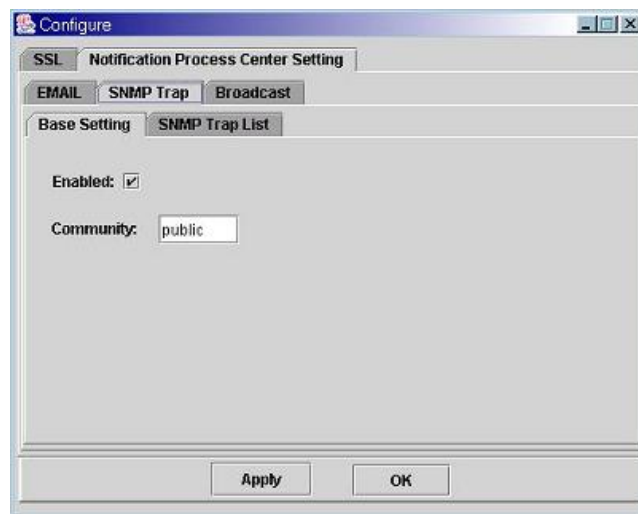 Configure
SSL Notification Process Center Setting
EMAIL SNMP Trap Broadcast
Base Setting SNMP Trap List
Enabled:
Community: public
Apply OK